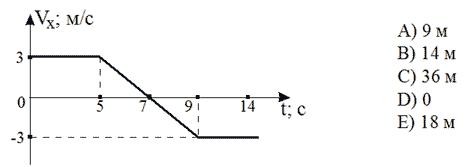 Vₓ; м/с
3
0
5
7
9
14
t; с
-3
A) 9 м
B) 14 м
C) 36 м
D) 0
E) 18 м